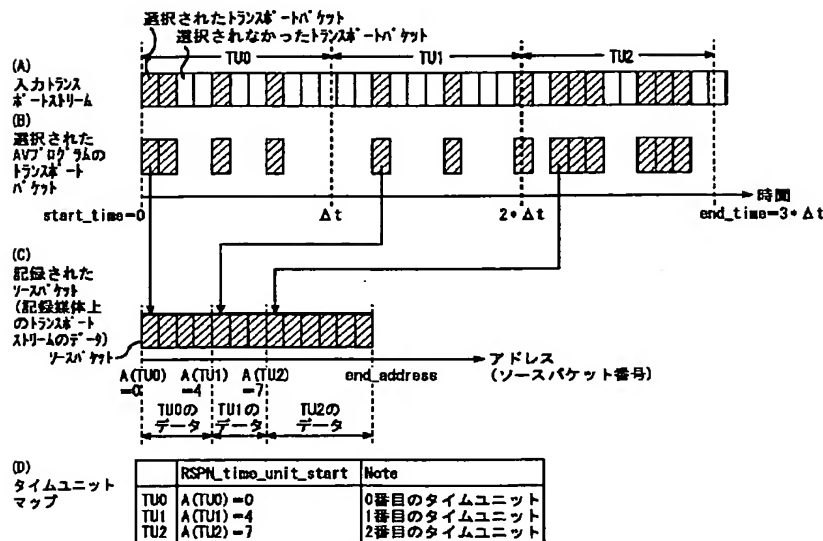 選択されたトランスポートパケット
選択されなかったトランスポートパケット
TU0 TU1 TU2
(A)
入力トランス
ポートストリーム
(B)
選択された
AVプログラムの
トランスポート
パケット
時間
start_time=0 Δt 2*Δt end_time=3*Δt
(C)
記録された
ソースパケット
(記録媒体上
のトランスポート
ストリームのデータ)
ソースパケット
アドレス
(ソースパケット番号)
A(TU0) A(TU1) A(TU2) end_address
=0 =4 =7
TU0の TU1の TU2の
データ データ データ
(D)
タイムユニット
マップ
RSPN_time_unit_start Note
TU0 A(TU0)=0 0番目のタイムユニット
TU1 A(TU1)=4 1番目のタイムユニット
TU2 A(TU2)=7 2番目のタイムユニット